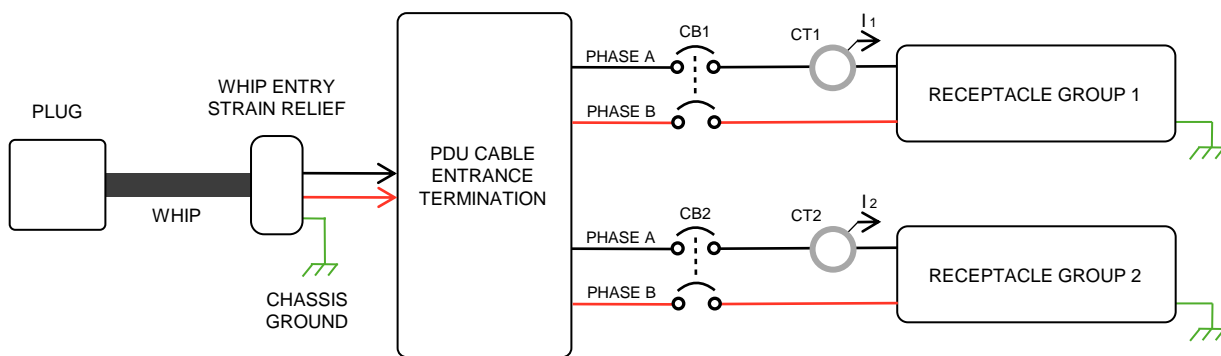 PLUG
WHIP
WHIP ENTRY
STRAIN RELIEF
CHASSIS
GROUND
PDU CABLE
ENTRANCE
TERMINATION
PHASE A
CB1
CT1
I1
PHASE B
RECEPTACLE GROUP 1
PHASE A
CB2
CT2
I2
PHASE B
RECEPTACLE GROUP 2